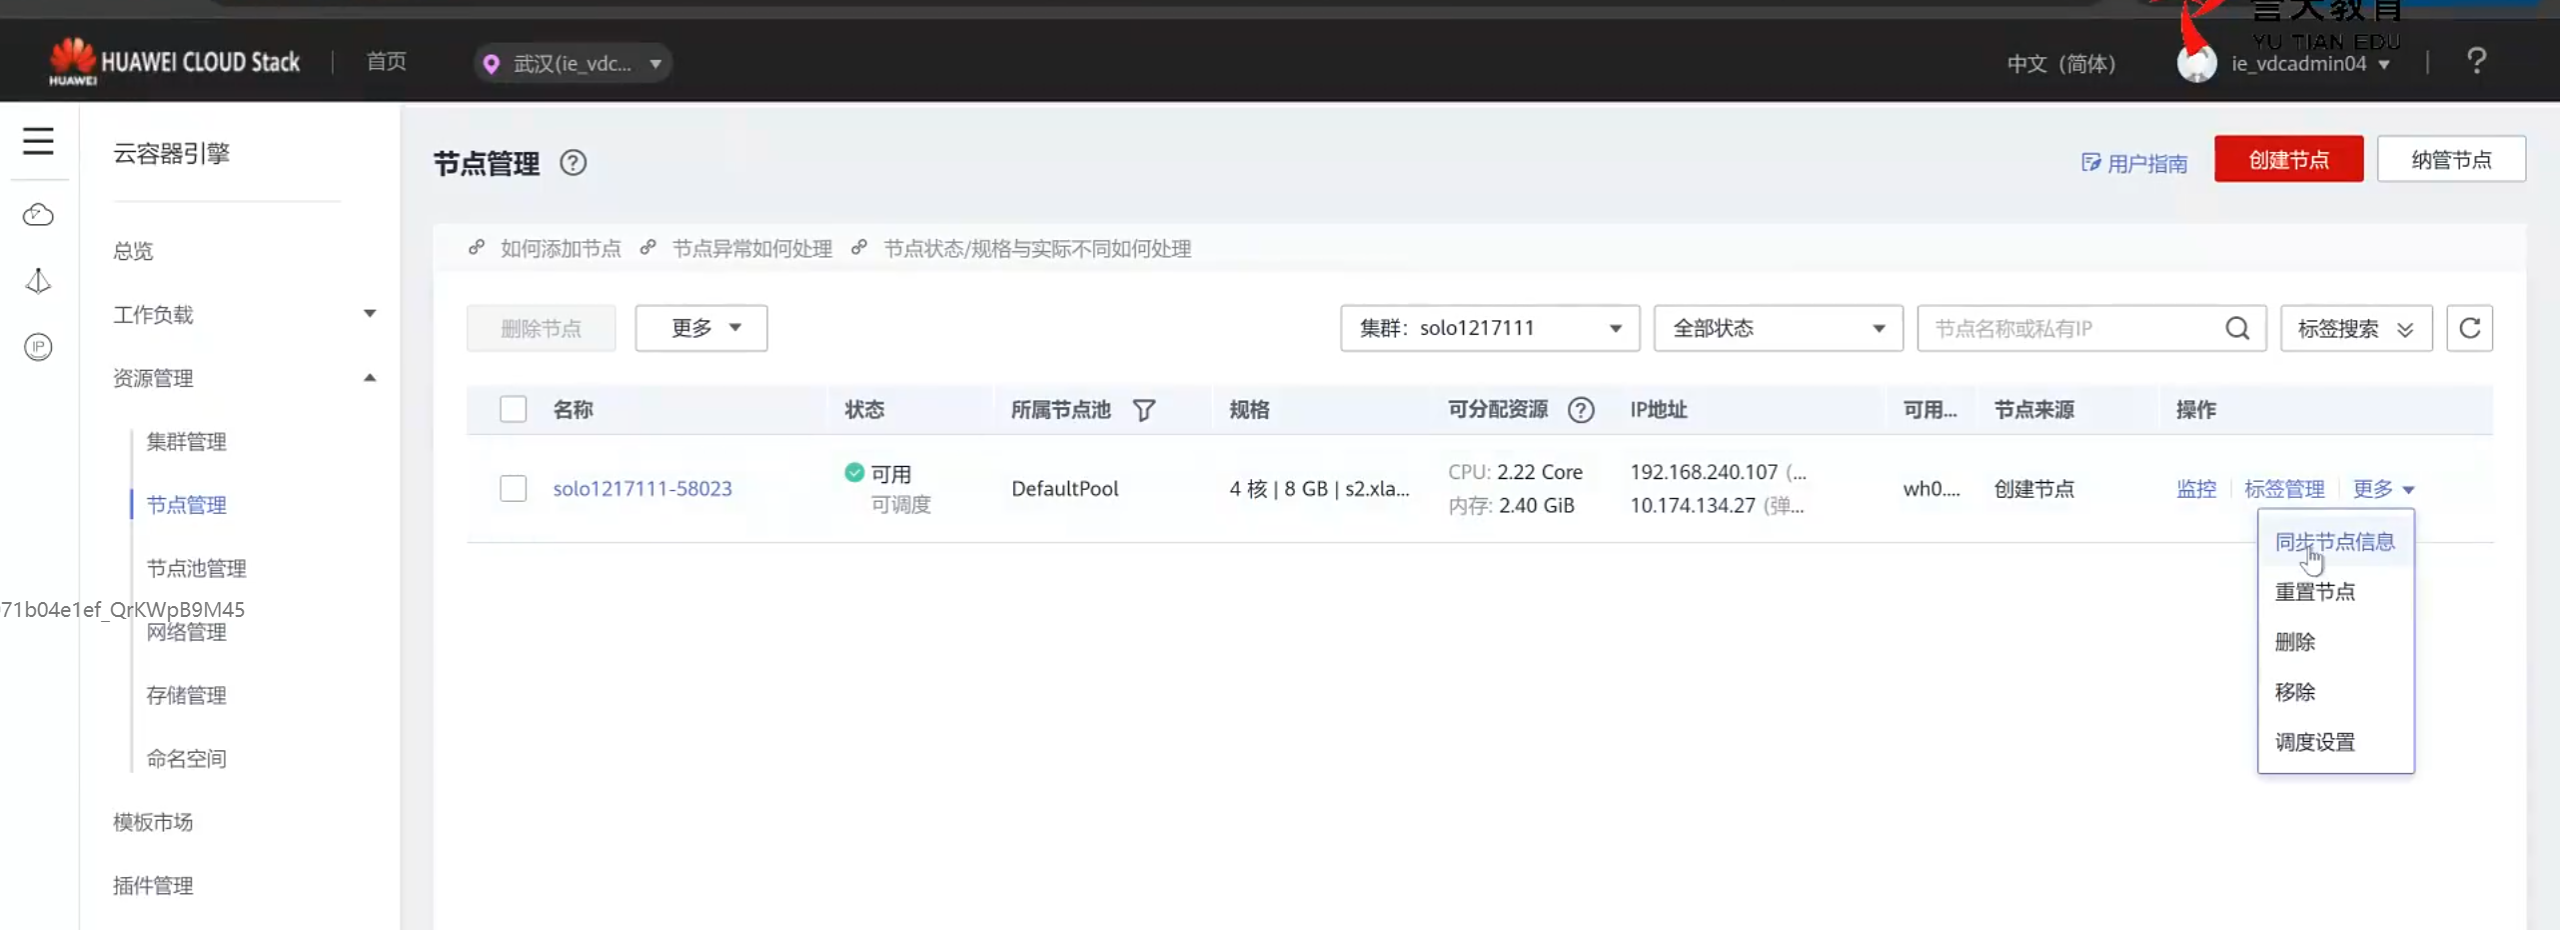 誉天教育
YU TIAN EDU
HUAWEI
HUAWEI CLOUD Stack
首页
武汉(ie_vdc...
中文（简体）
ie_vdcadmin04
?
云容器引擎
总览
工作负载
资源管理
集群管理
节点管理
节点池管理
71b04e1ef_QrKWpB9M45
网络管理
存储管理
命名空间
模板市场
插件管理
IP
节点管理 ?
用户指南
创建节点
纳管节点
如何添加节点 节点异常如何处理 节点状态/规格与实际不同如何处理
删除节点 更多 集群：solo1217111 全部状态 节点名称或私有IP 标签搜索
名称 状态 所属节点池 规格 可分配资源 ? IP地址 可用... 节点来源 操作
solo1217111-58023
可用
可调度
DefaultPool
4 核 | 8 GB | s2.xla...
CPU: 2.22 Core
内存: 2.40 GiB
192.168.240.107 (...
10.174.134.27 (弹...
wh0....
创建节点
监控 标签管理 更多
同步节点信息
重置节点
删除
移除
调度设置